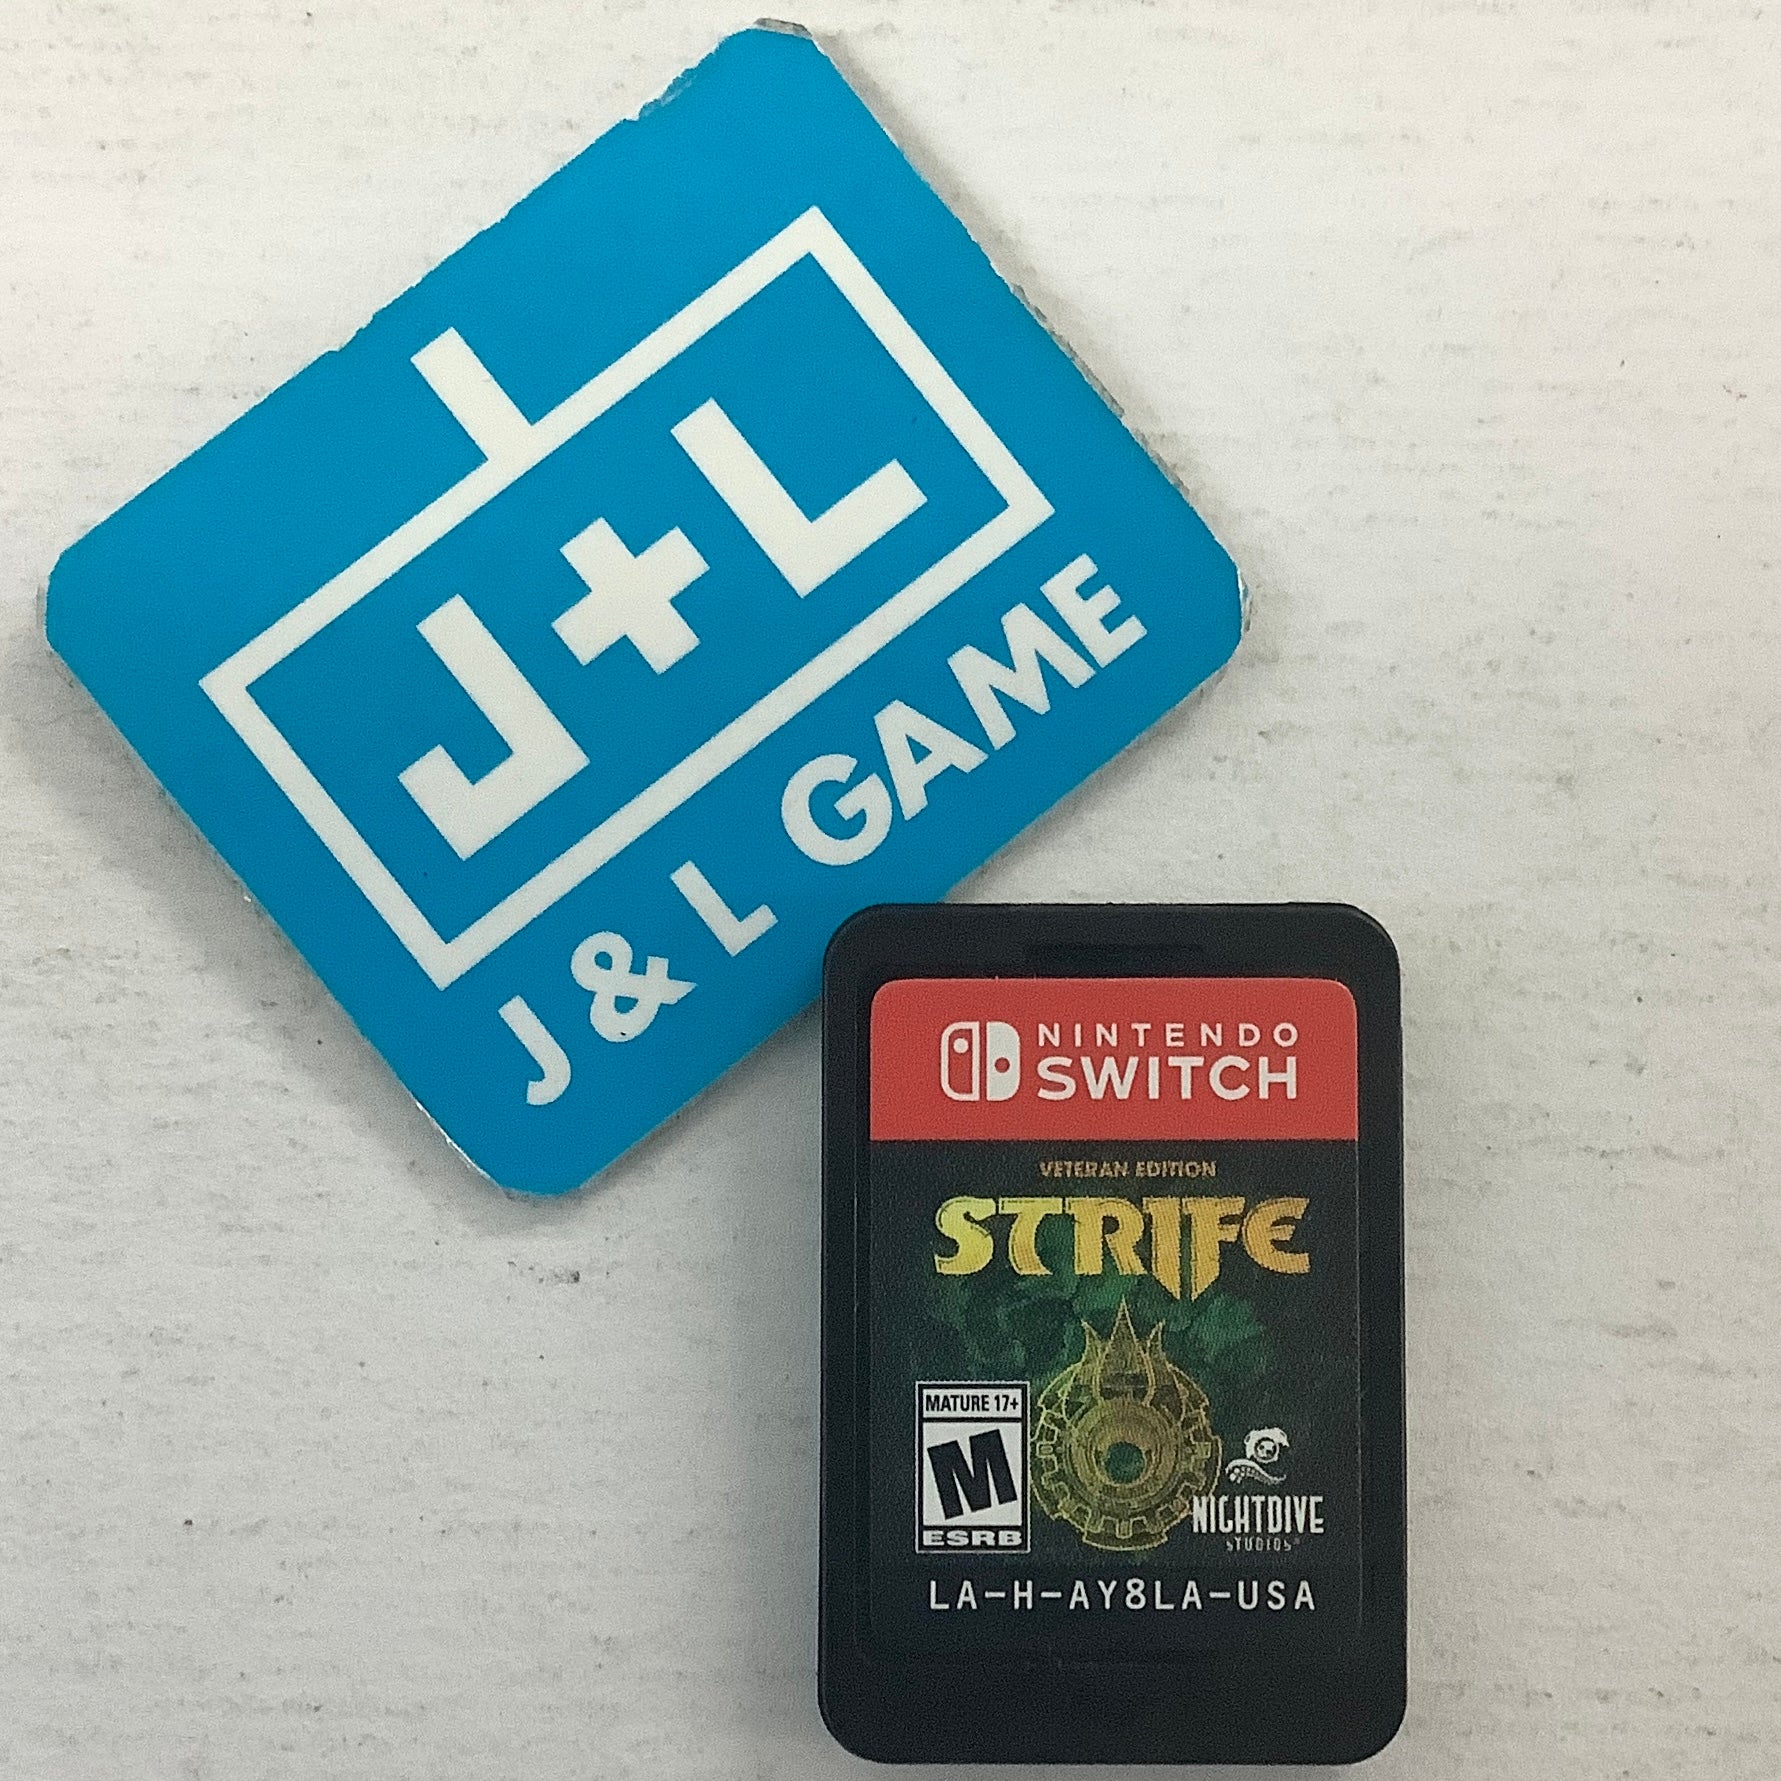 J+L
J & L GAME
NINTENDO
SWITCH
VETERAN EDITION
STRIFE
MATURE 17+
M
ESRB
NIGHTDIVE
STUDIOS
LA-H-AY8LA-USA